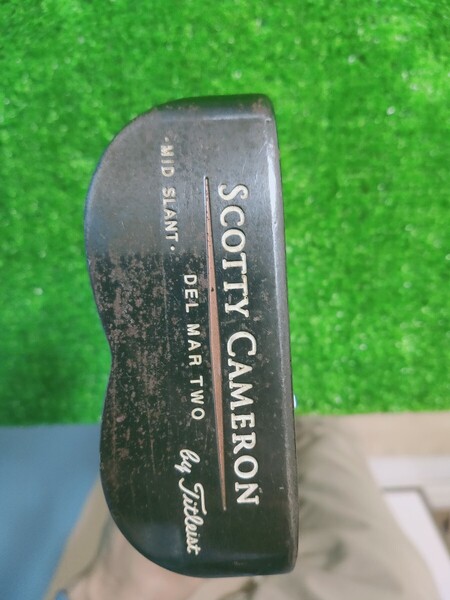 SCOTTY CAMERON
by Titleist
DEL MAR TWO
· MID SLANT ·